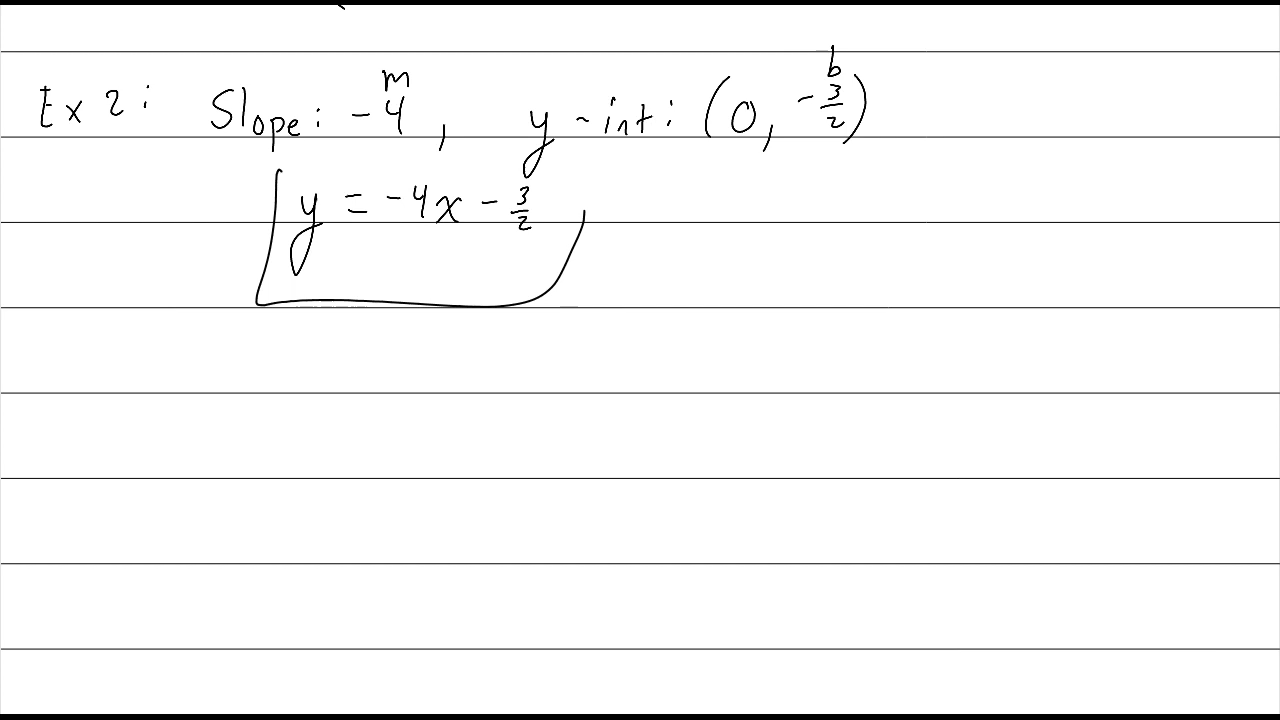 m b
Ex 2: Slope: -4, y-int: (0, -3/2)
y = -4x - 3/2